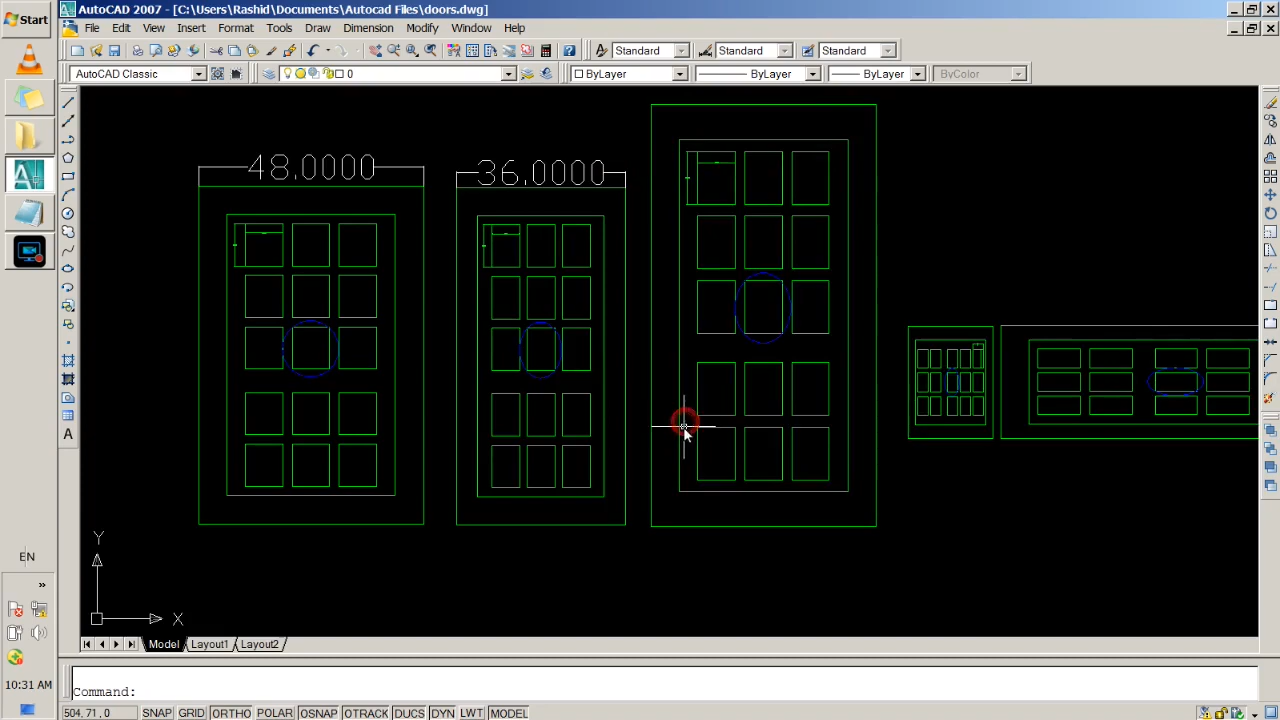 Start
AutoCAD 2007 - [C:\Users\Rashid\Documents\Autocad Files\doors.dwg]
File Edit View Insert Format Tools Draw Dimension Modify Window Help
Standard Standard Standard
AutoCAD Classic 0 ByLayer ByLayer ByLayer ByColor
48.0000 36.0000
A
EN
Y
X
Model Layout1 Layout2
Command:
10:31 AM
504, 71, 0 SNAP GRID ORTHO POLAR OSNAP OTRACK DUCS DYN LWT MODEL